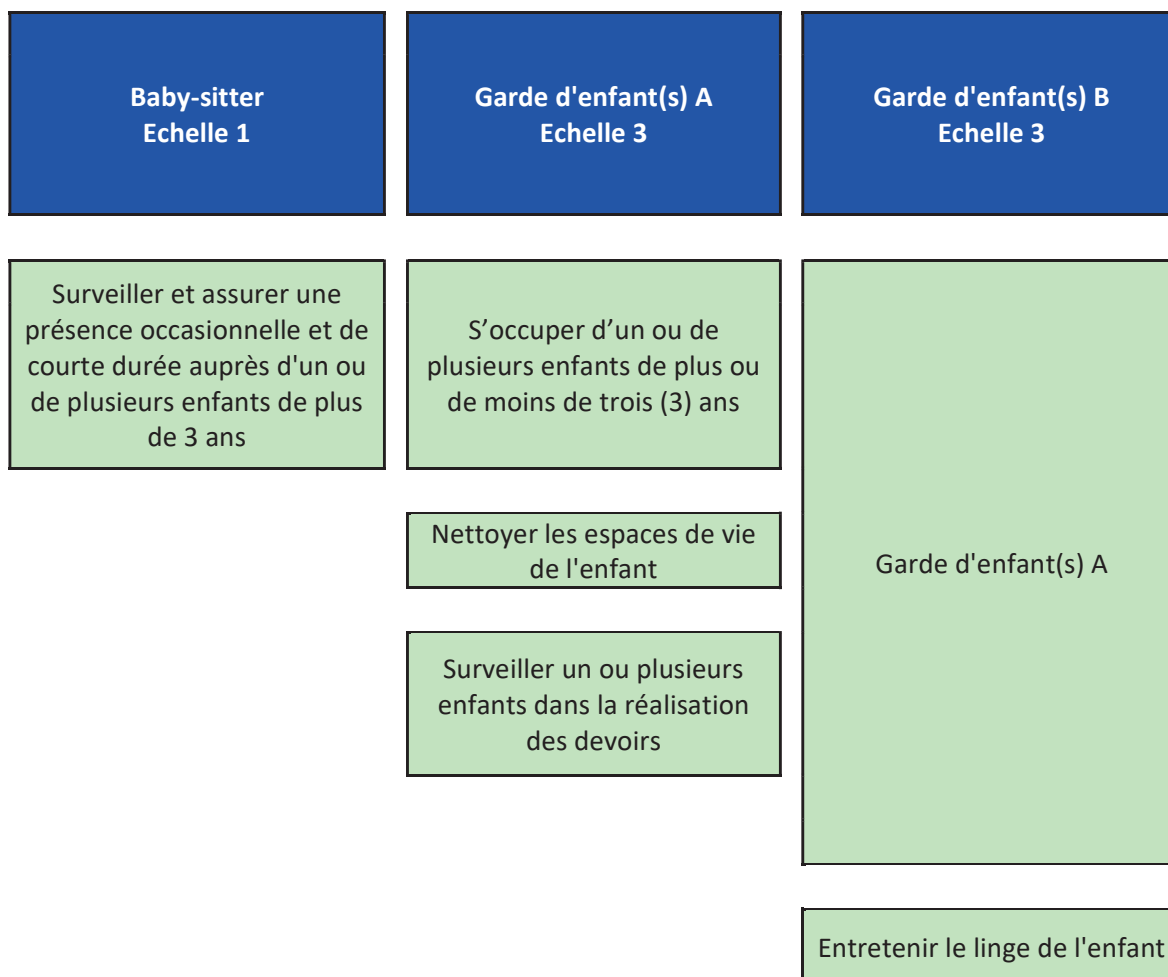 Baby-sitter
Echelle 1
Garde d'enfant(s) A
Echelle 3
Garde d'enfant(s) B
Echelle 3
Surveiller et assurer une
présence occasionnelle et de
courte durée auprès d'un ou
de plusieurs enfants de plus
de 3 ans
S’occuper d’un ou de
plusieurs enfants de plus ou
de moins de trois (3) ans
Nettoyer les espaces de vie
de l'enfant
Surveiller un ou plusieurs
enfants dans la réalisation
des devoirs
Garde d'enfant(s) A
Entretenir le linge de l'enfant